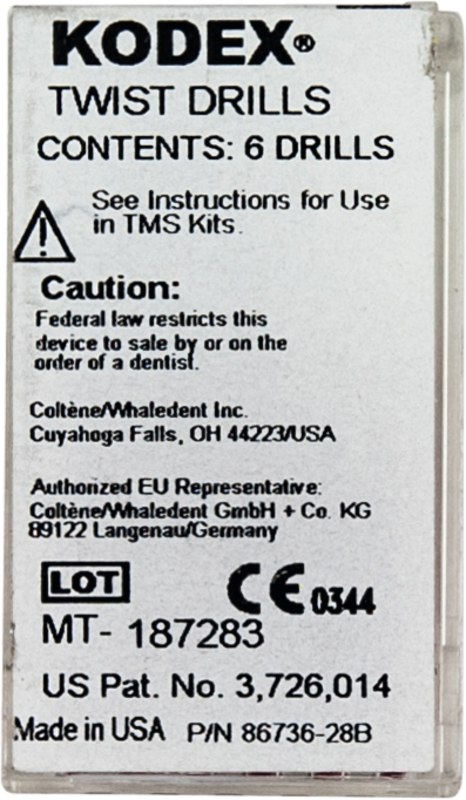 KODEX®
TWIST DRILLS
CONTENTS: 6 DRILLS
See Instructions for Use
in TMS Kits.
Caution:
Federal law restricts this
device to sale by or on the
order of a dentist.
Coltène/Whaledent Inc.
Cuyahoga Falls, OH 44223/USA
Authorized EU Representative:
Coltène/Whaledent GmbH + Co. KG
89122 Langenau/Germany
LOT CE 0344
MT- 187283
US Pat. No. 3,726,014
Made in USA P/N 86736-28B